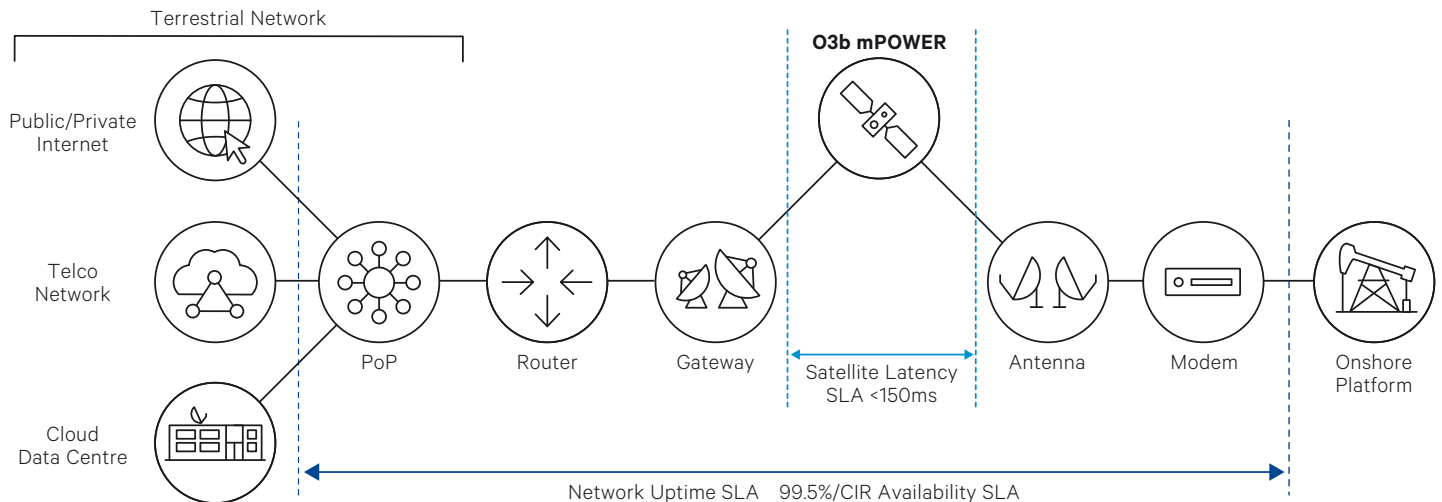 Terrestrial Network
O3b mPOWER
Public/Private
Internet
Telco
Network
PoP
Router
Gateway
Satellite Latency
SLA <150ms
Antenna
Modem
Onshore
Platform
Cloud
Data Centre
Network Uptime SLA 99.5%/CIR Availability SLA